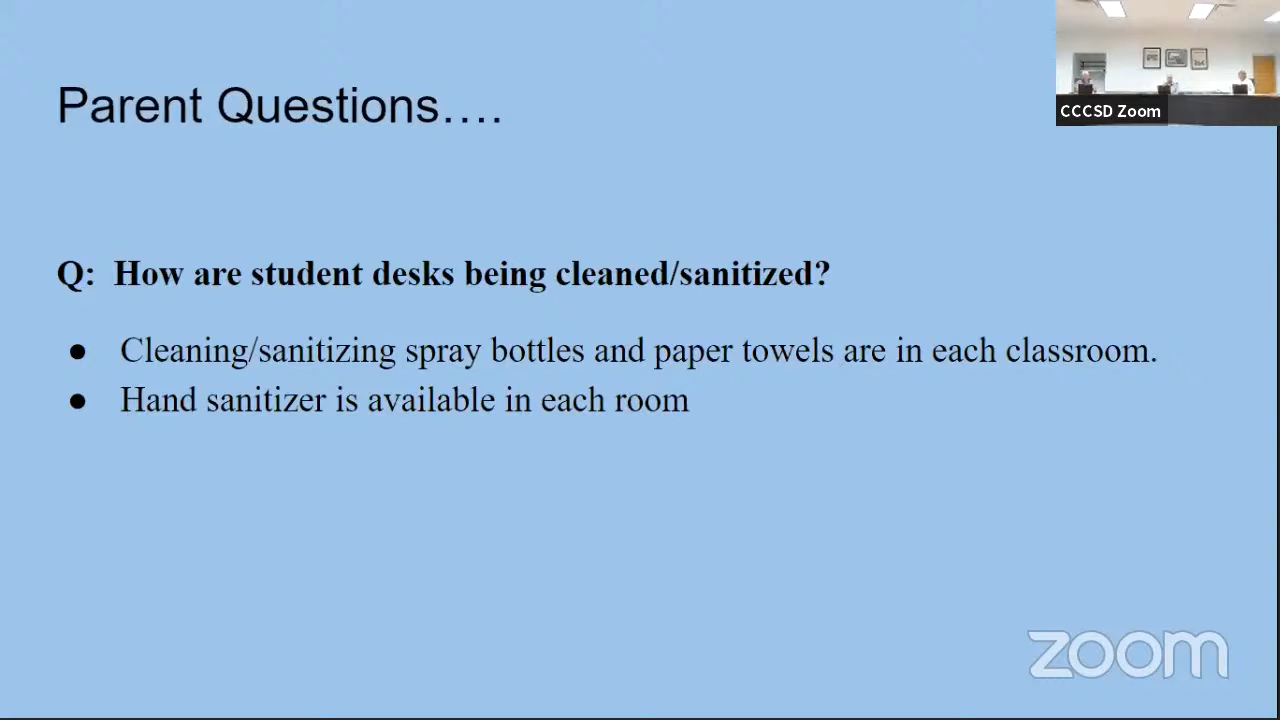 Parent Questions….
CCCSD Zoom
Q: How are student desks being cleaned/sanitized?
● Cleaning/sanitizing spray bottles and paper towels are in each classroom.
● Hand sanitizer is available in each room
zoom